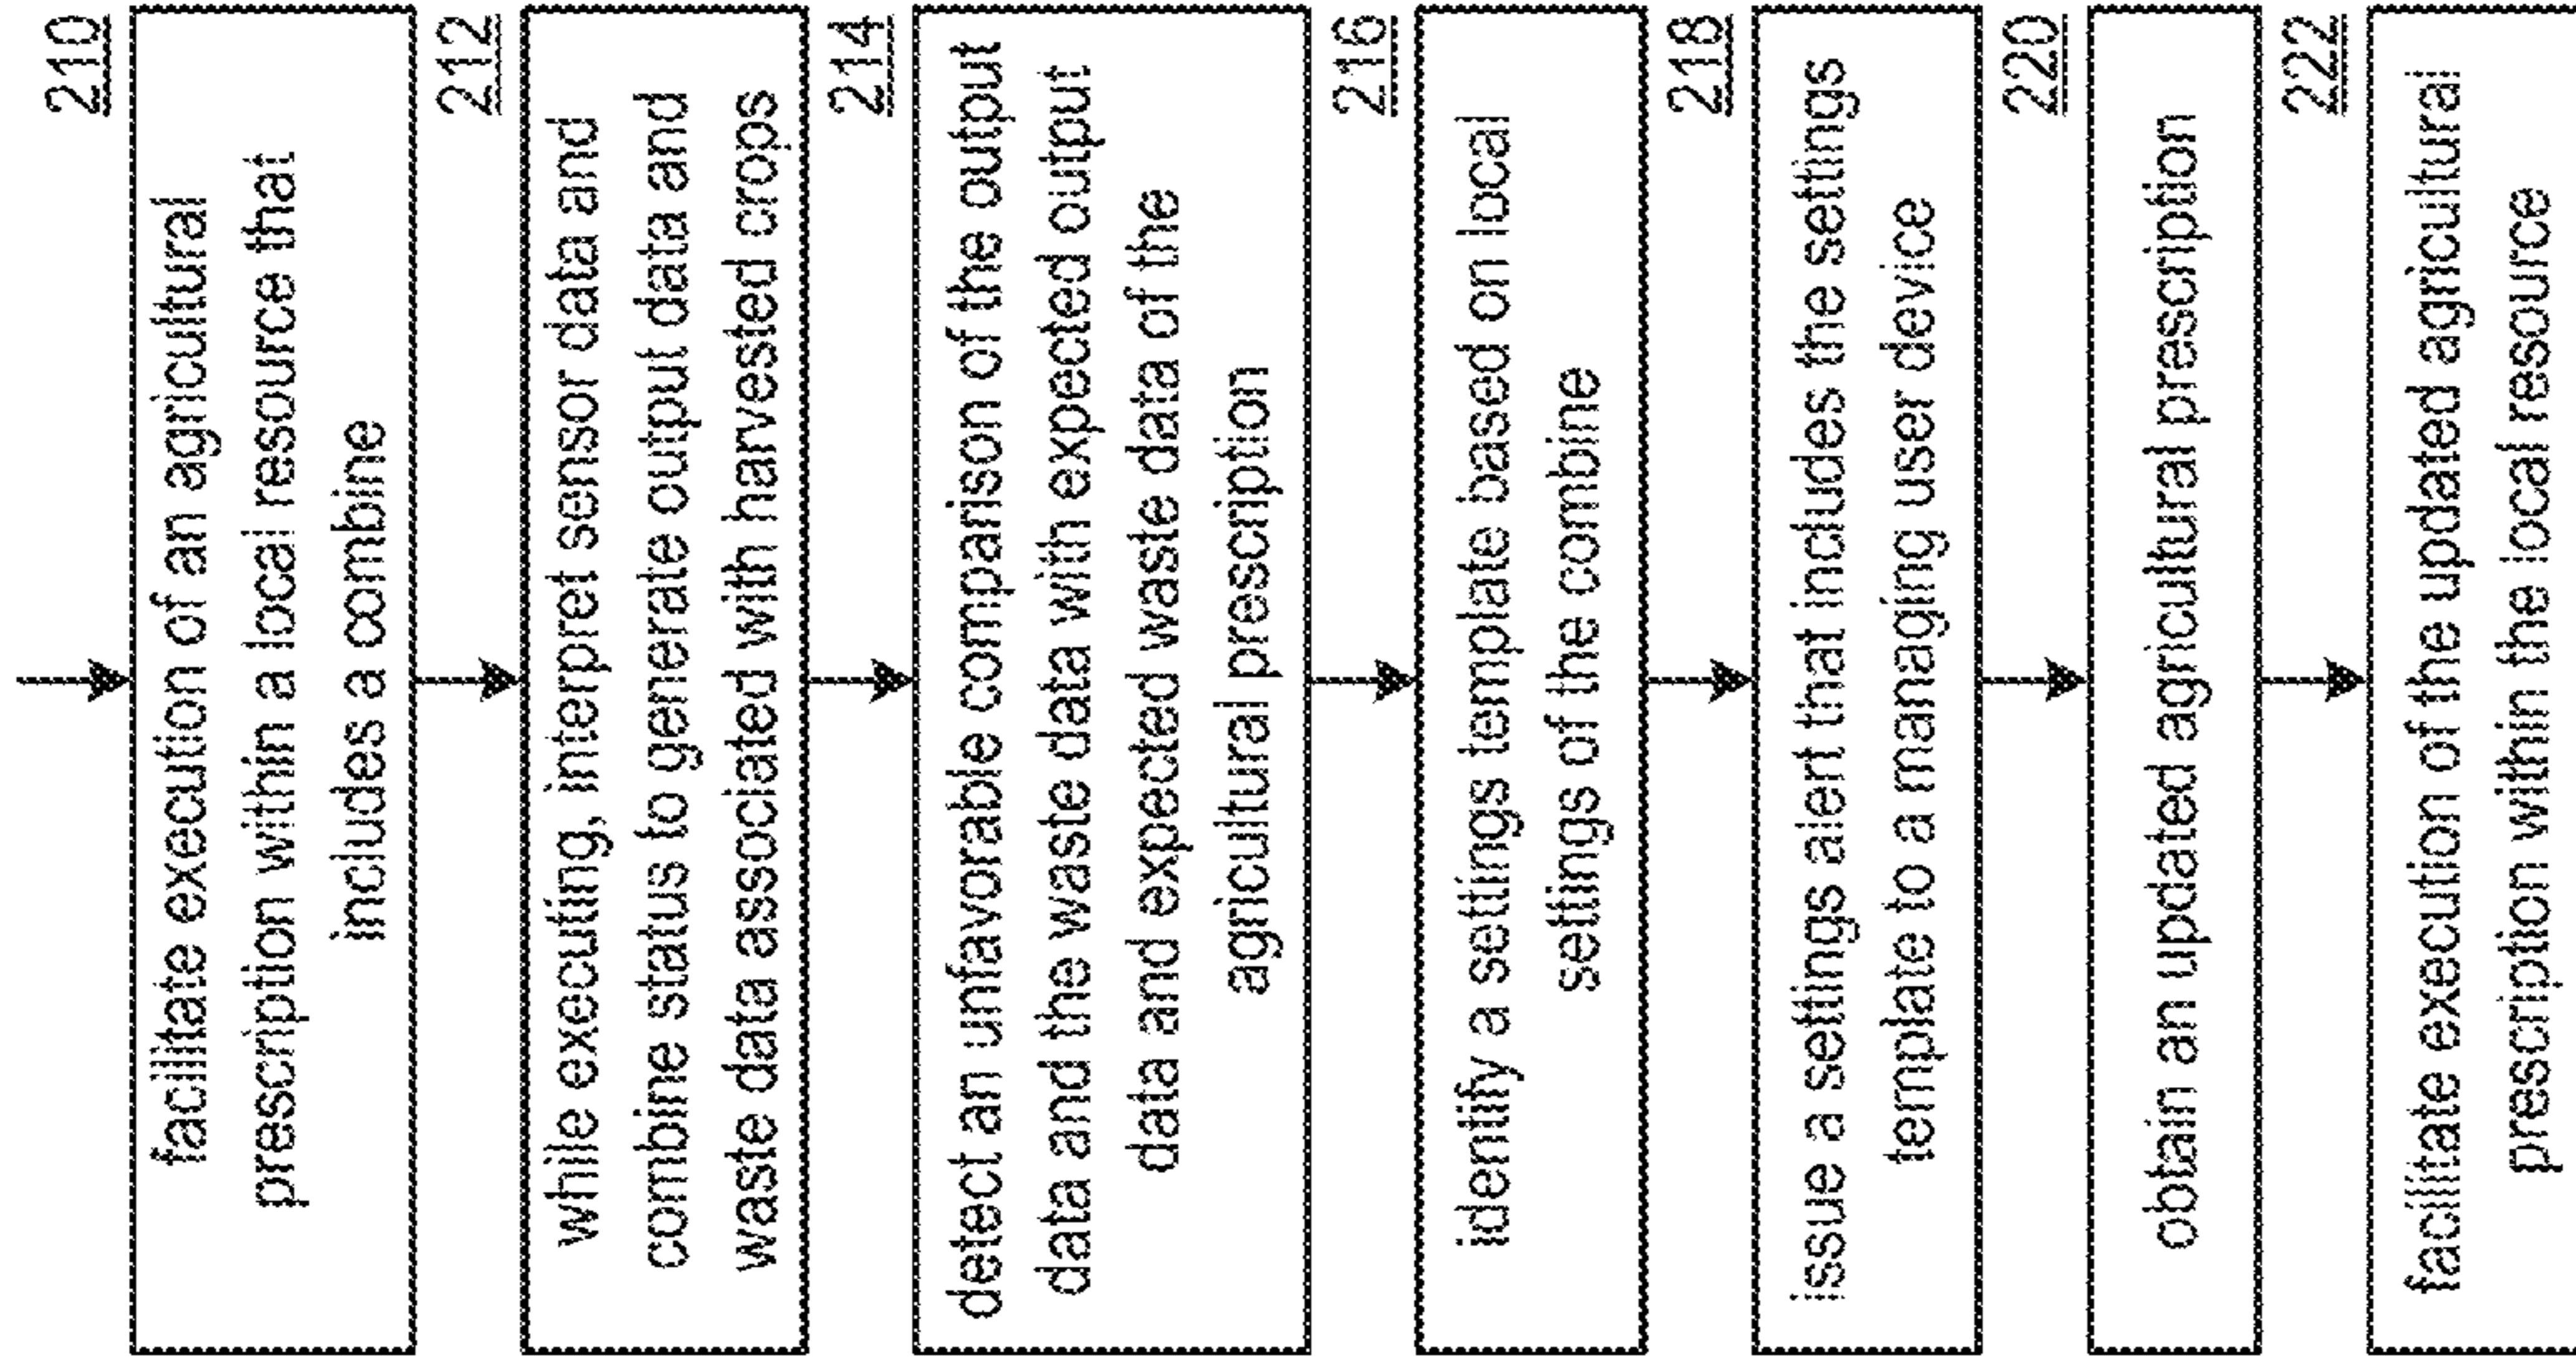 210
facilitate execution of an agricultural
prescription within a local resource that
includes a combine
212
while executing, interpret sensor data and
combine status to generate output data and
waste data associated with harvested crops
214
detect an unfavorable comparison of the output
data and the waste data with expected output
data and expected waste data of the
agricultural prescription
216
identify a settings template based on local
settings of the combine
218
issue a settings alert that includes the settings
template to a managing user device
220
obtain an updated agricultural prescription
222
facilitate execution of the updated agricultural
prescription within the local resource